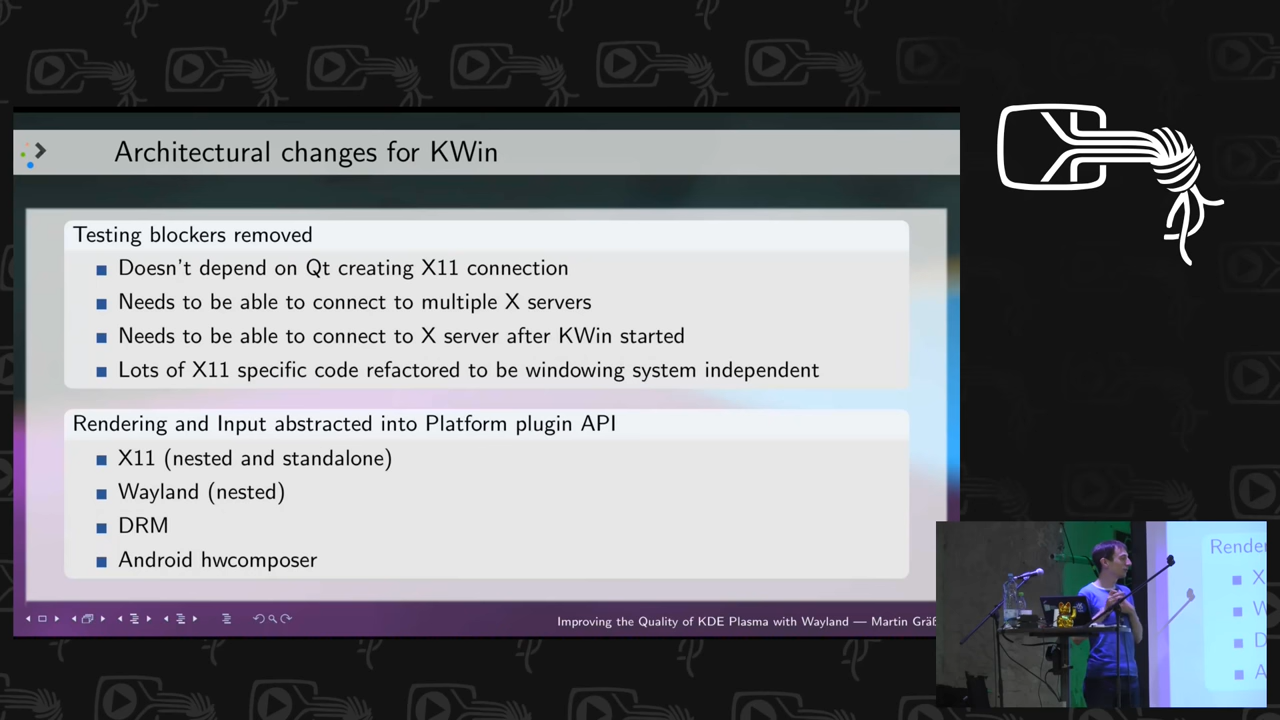 Architectural changes for KWin
Testing blockers removed
Doesn't depend on Qt creating X11 connection
Needs to be able to connect to multiple X servers
Needs to be able to connect to X server after KWin started
Lots of X11 specific code refactored to be windowing system independent
Rendering and Input abstracted into Platform plugin API
X11 (nested and standalone)
Wayland (nested)
DRM
Android hwcomposer
Improving the Quality of KDE Plasma with Wayland — Martin Gräß
Rende
X
W
D
A